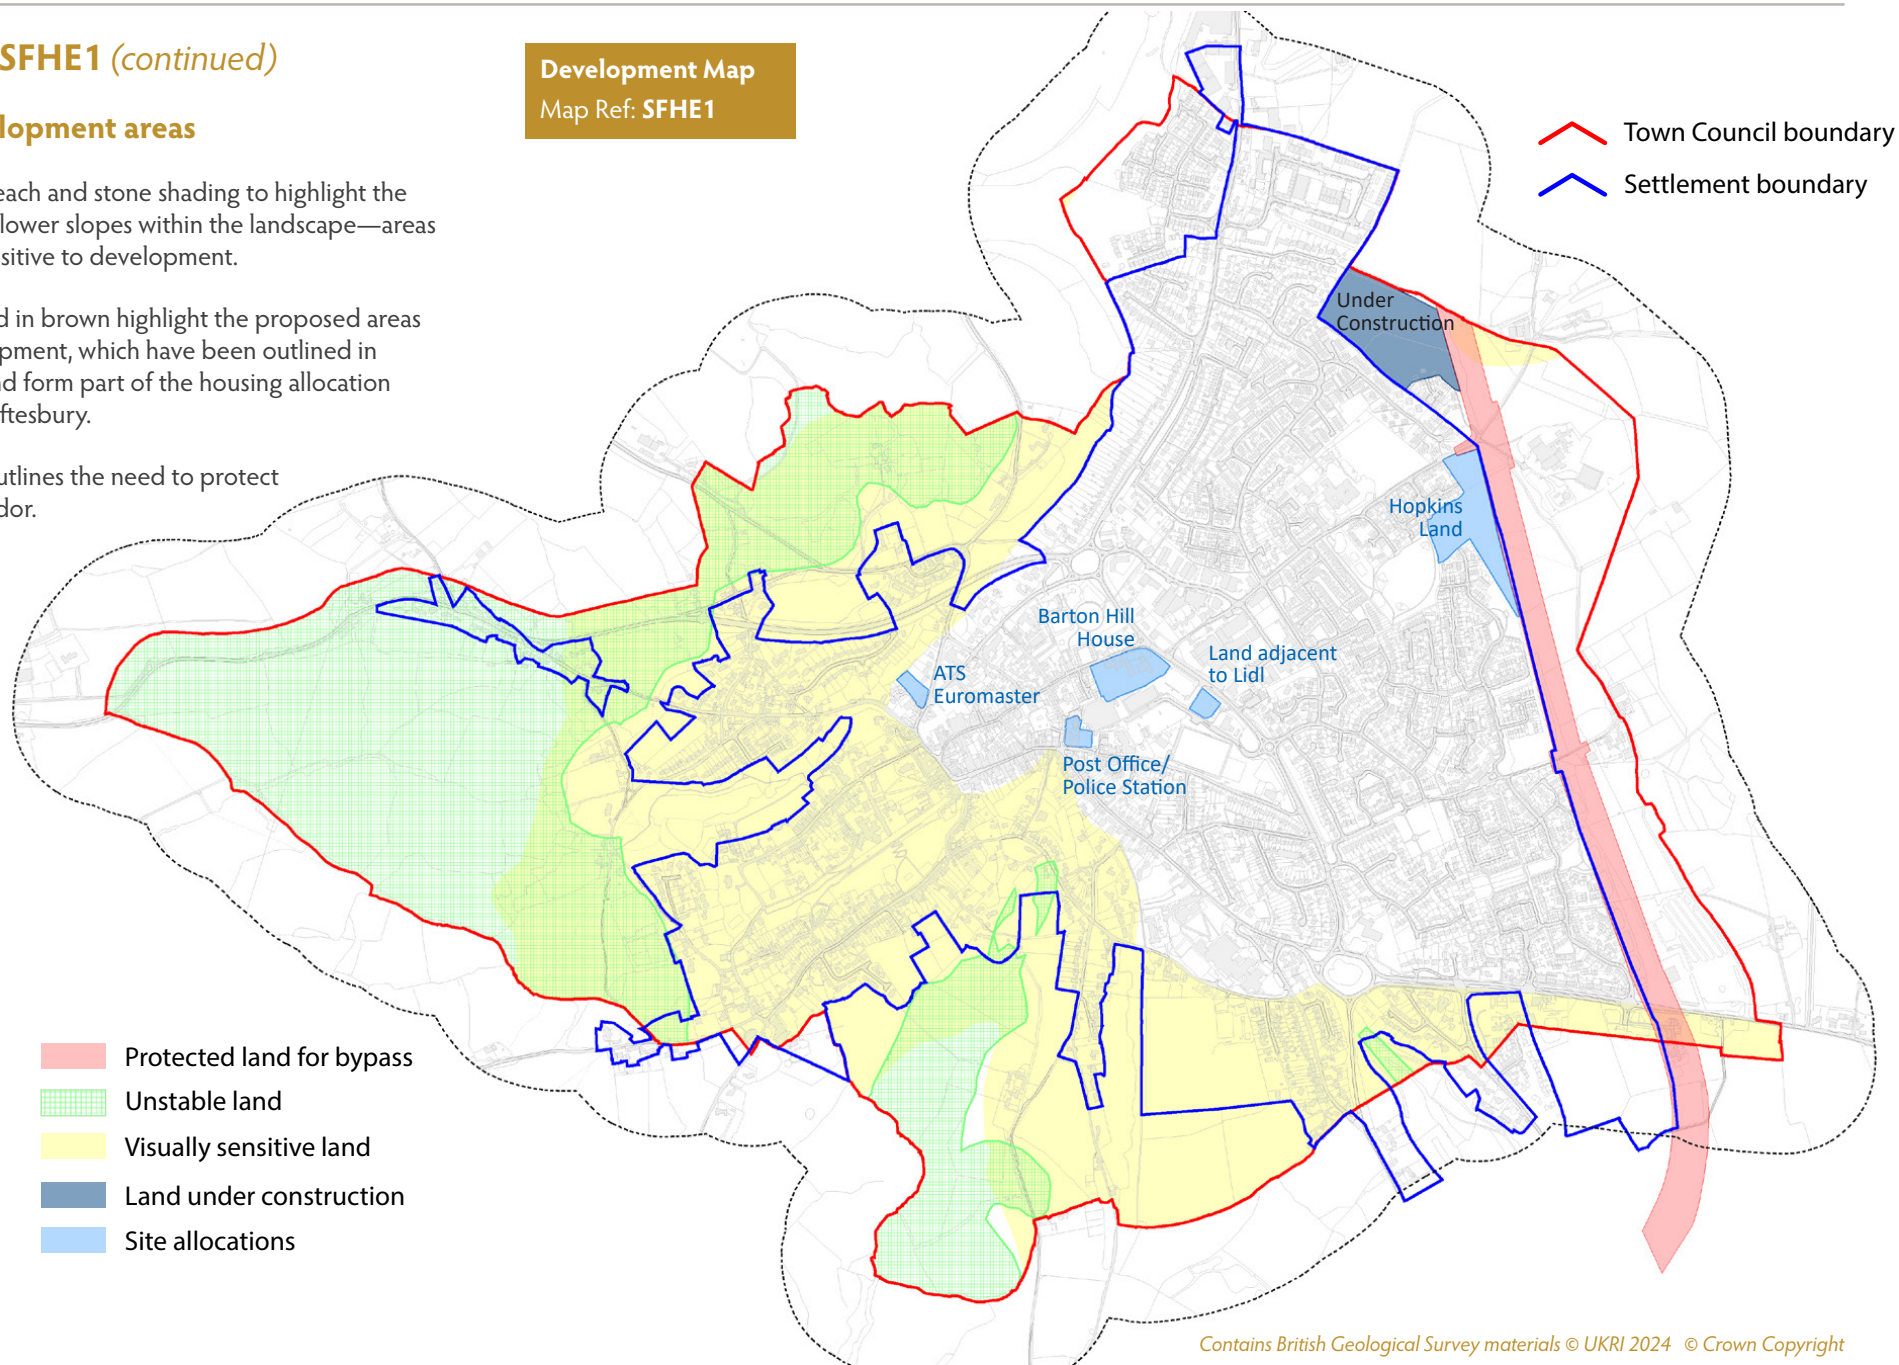 SFHE1 (continued)
lopment areas
each and stone shading to highlight the
lower slopes within the landscape—areas
sitive to development.
d in brown highlight the proposed areas
pment, which have been outlined in
nd form part of the housing allocation
ftesbury.
utlines the need to protect
dor.
Development Map
Map Ref: SFHE1
Town Council boundary
Settlement boundary
Under
Construction
Hopkins
Land
Barton Hill
House
Land adjacent
to Lidl
ATS
Euromaster
Post Office/
Police Station
Protected land for bypass
Unstable land
Visually sensitive land
Land under construction
Site allocations
Contains British Geological Survey materials © UKRI 2024 © Crown Copyright